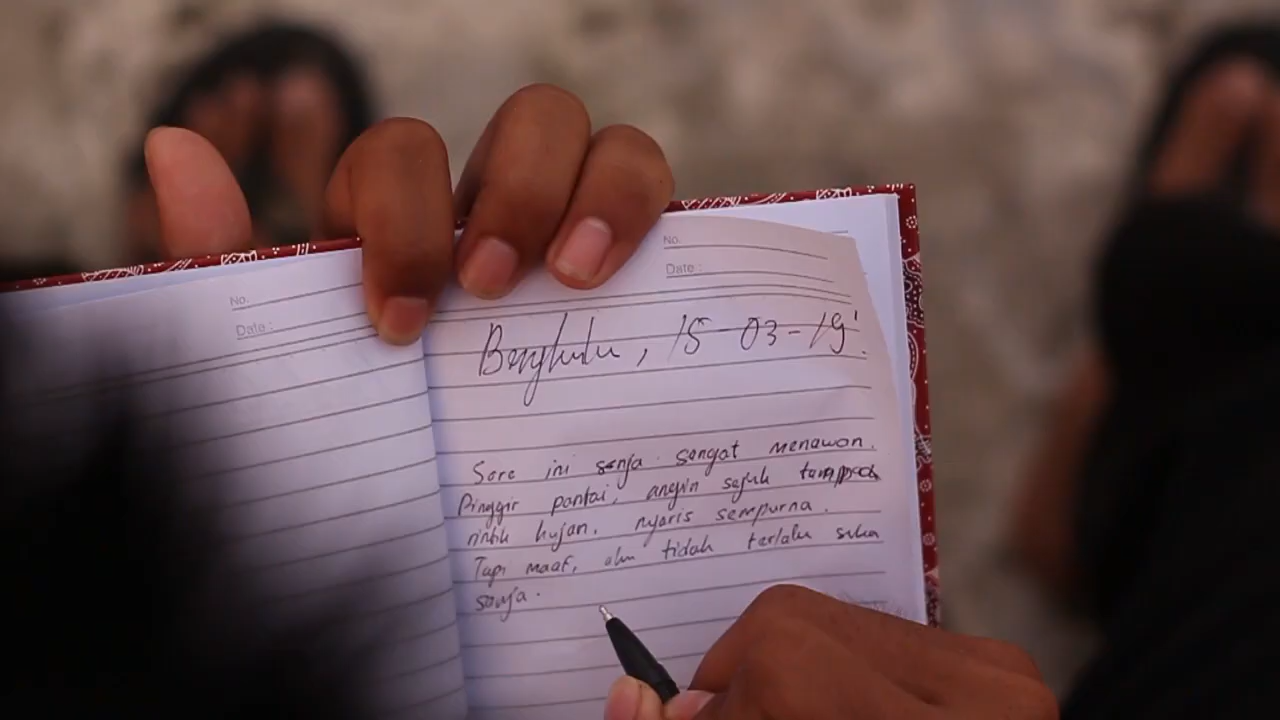 No.
Date :
No.
Date :
Bengkulu, 15-03-19'.
Sore ini senja sangat menawan.
Pinggir pantai, angin sejuk tampak
rintik hujan, nyaris sempurna.
Tapi maaf, aku tidak terlalu suka
senja.